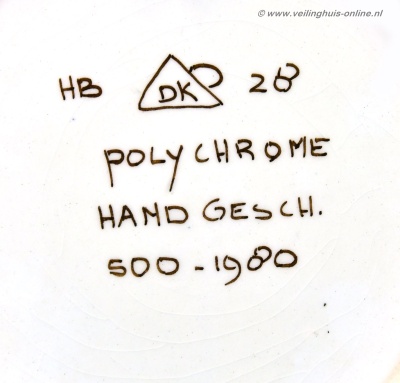 © www.veilinghuis-online.nl
HB DK 28
POLYCHROME
HAND GESCH.
500 - 1980